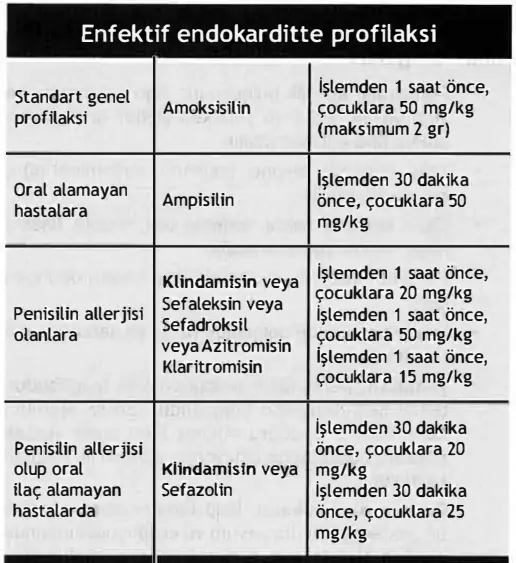 Enfektif endokarditte profilaksi
Standart genel
profilaksi
Amoksisilin
İşlemden 1 saat önce,
çocuklara 50 mg/kg
(maksimum 2 gr)
Oral alamayan
hastalara
Ampisilin
İşlemden 30 dakika
önce, çocuklara 50
mg/kg
Penisilin allerjisi
olanlara
Klindamisin veya
Sefaleksin veya
Sefadroksil
veya Azitromisin
Klaritromisin
İşlemden 1 saat önce,
çocuklara 20 mg/kg
İşlemden 1 saat önce,
çocuklara 50 mg/kg
İşlemden 1 saat önce,
çocuklara 15 mg/kg
Penisilin allerjisi
olup oral
ilaç alamayan
hastalarda
Klindamisin veya
Sefazolin
İşlemden 30 dakika
önce, çocuklara 20
mg/kg
İşlemden 30 dakika
önce, çocuklara 25
mg/kg